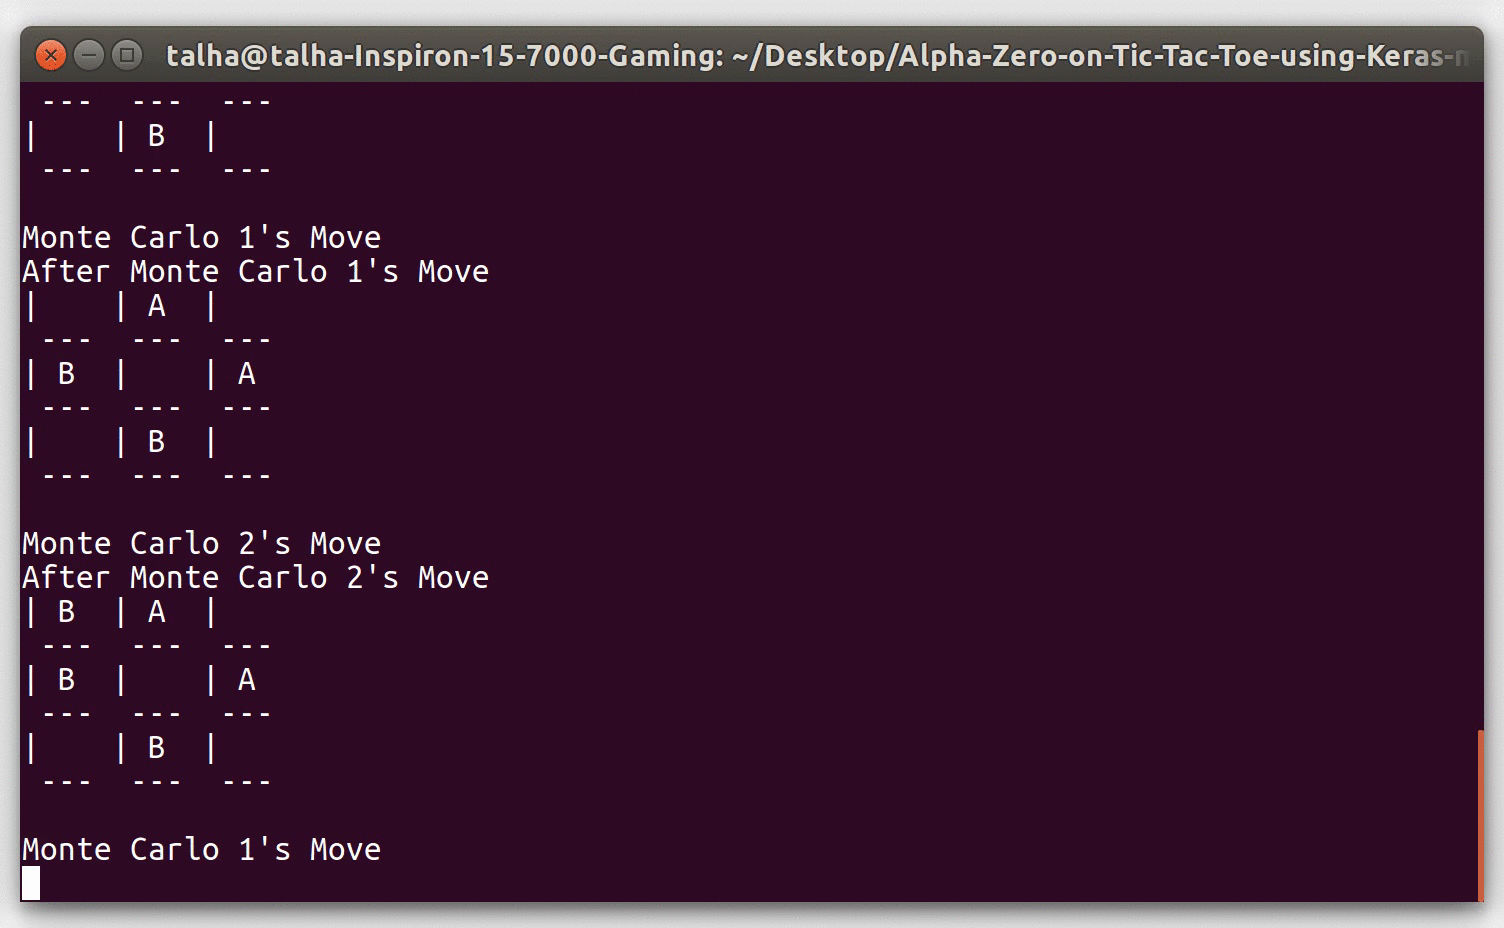 talha@talha-Inspiron-15-7000-Gaming: ~/Desktop/Alpha-Zero-on-Tic-Tac-Toe-using-Keras-m
 ---  ---  ---
|    | B  |
 ---  ---  ---
Monte Carlo 1's Move
After Monte Carlo 1's Move
|    | A  |
 ---  ---  ---
| B  |    | A
 ---  ---  ---
|    | B  |
 ---  ---  ---
Monte Carlo 2's Move
After Monte Carlo 2's Move
| B  | A  |
 ---  ---  ---
| B  |    | A
 ---  ---  ---
|    | B  |
 ---  ---  ---
Monte Carlo 1's Move